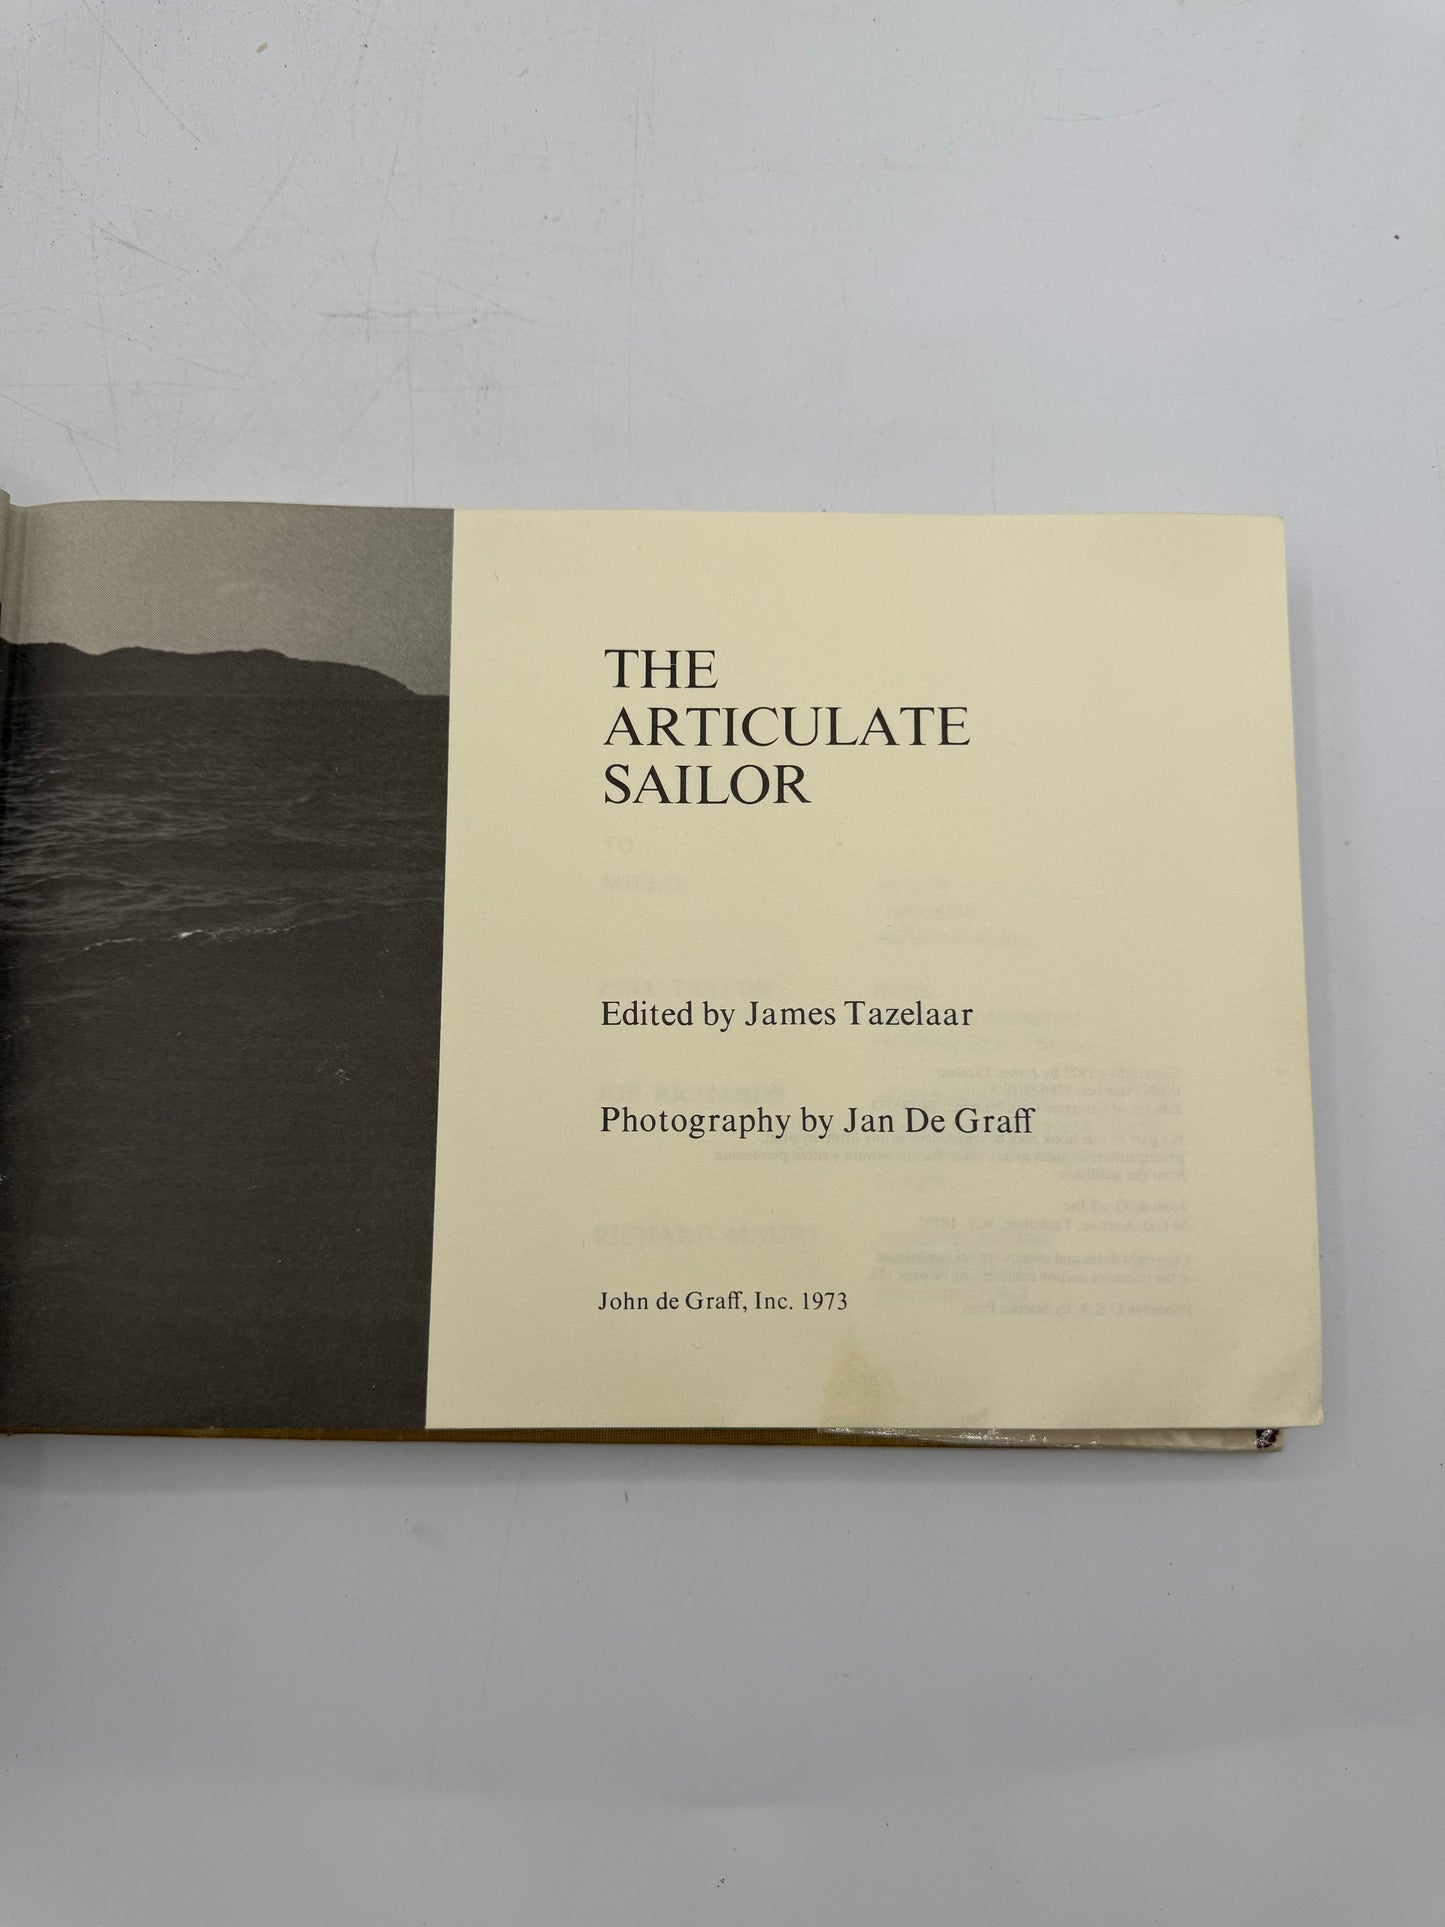 THE
ARTICULATE
SAILOR
Edited by James Tazelaar
Photography by Jan De Graff
John de Graff, Inc. 1973